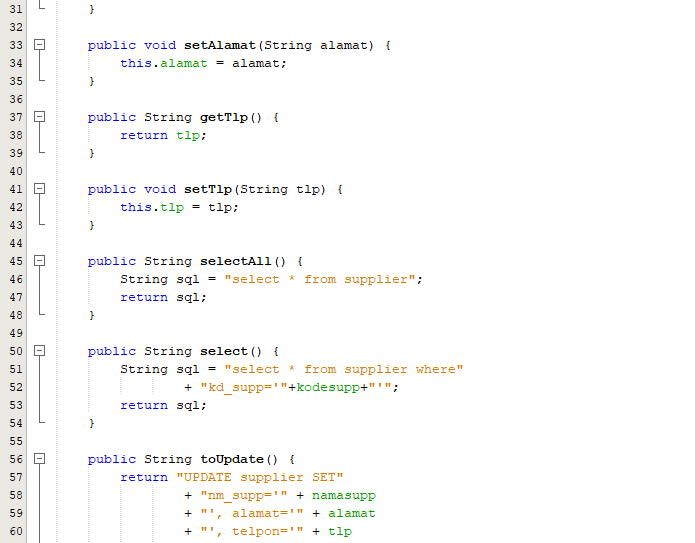 31 }
32
33 public void setAlamat(String alamat) {
34 this.alamat = alamat;
35 }
36
37 public String getTlp() {
38 return tlp;
39 }
40
41 public void setTlp(String tlp) {
42 this.tlp = tlp;
43 }
44
45 public String selectAll() {
46 String sql = "select * from supplier";
47 return sql;
48 }
49
50 public String select() {
51 String sql = "select * from supplier where"
52 + "kd_supp='"+kodesupp+"'";
53 return sql;
54 }
55
56 public String toUpdate() {
57 return "UPDATE supplier SET"
58 + "nm_supp='" + namasupp
59 + "', alamat='" + alamat
60 + "', telpon='" + tlp